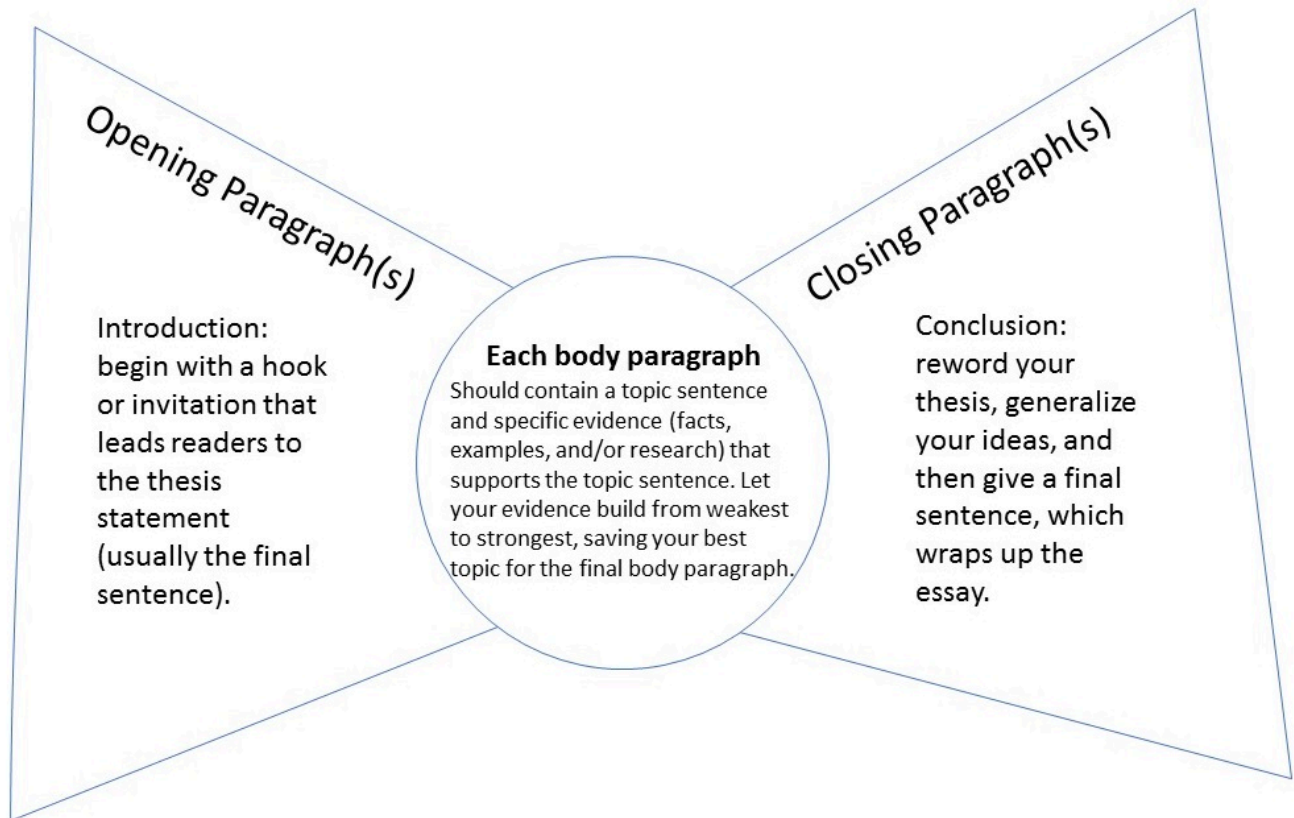 Opening Paragraph(s)
Introduction:
begin with a hook
or invitation that
leads readers to
the thesis
statement
(usually the final
sentence).
Each body paragraph
Should contain a topic sentence
and specific evidence (facts,
examples, and/or research) that
supports the topic sentence. Let
your evidence build from weakest
to strongest, saving your best
topic for the final body paragraph.
Closing Paragraph(s)
Conclusion:
reword your
thesis, generalize
your ideas, and
then give a final
sentence, which
wraps up the
essay.